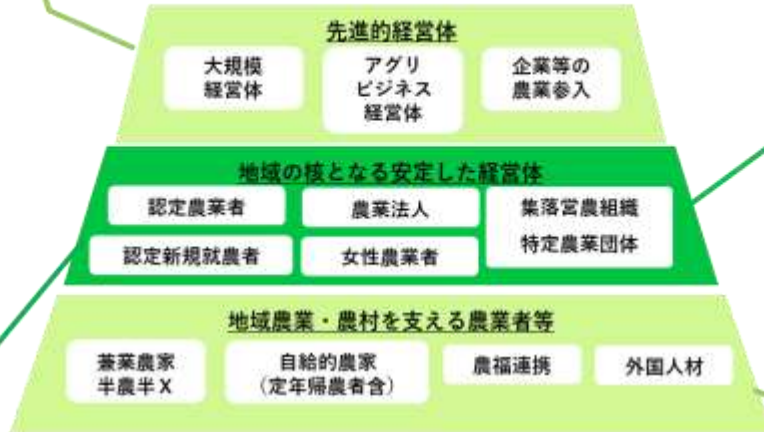 先進的経営体
大規模
経営体
アグリ
ビジネス
経営体
企業等の
農業参入
地域の核となる安定した経営体
認定農業者
農業法人
集落営農組織
特定農業団体
認定新規就農者
女性農業者
地域農業・農村を支える農業者等
兼業農家
半農半X
自給的農家
（定年帰農者含）
農福連携
外国人材